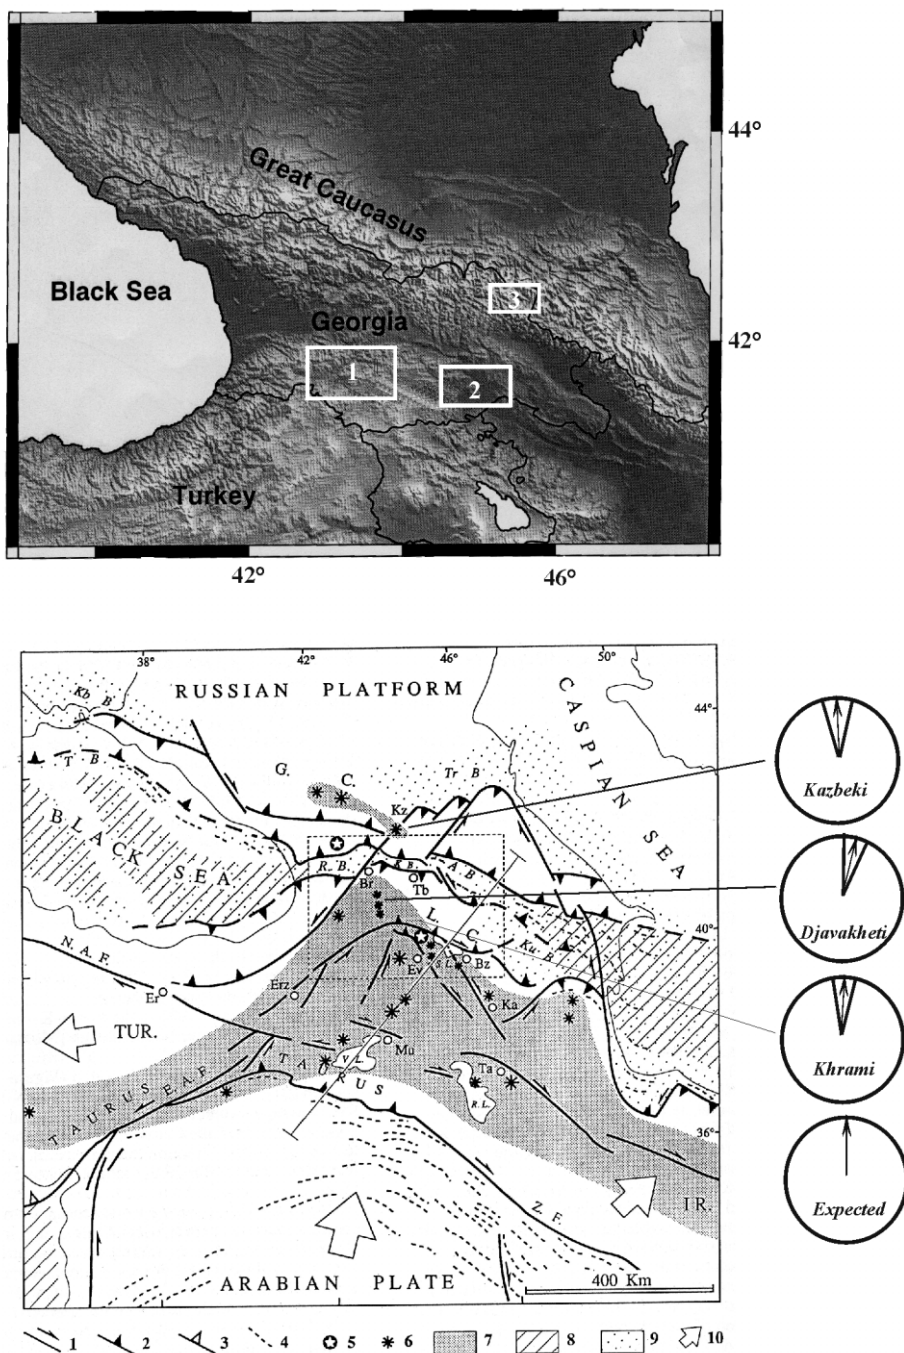 44°
Great Caucasus
Black Sea
3
Georgia
42°
1
2
Turkey
42°
46°
38°
42°
46°
50°
Kb B
RUSSIAN PLATFORM
CASPIAN SEA
44°
T B
G. C.
Tr B
Kz
Kazbeki
BLACK SEA
R. B.
K B
A B
Br
Tb
L.
C.
Djavakheti
40°
N. A. F.
Ku B
Ev
S. L.
Bz
Er
Erz
Ka
TUR.
Mu
Khrami
V. L.
Ta
TAURUS
E.A.F.
TAURUS
R. L.
36°
Z. F.
IR.
Expected
ARABIAN PLATE
400 Km
1 2 3 4 5 6 7 8 9 10